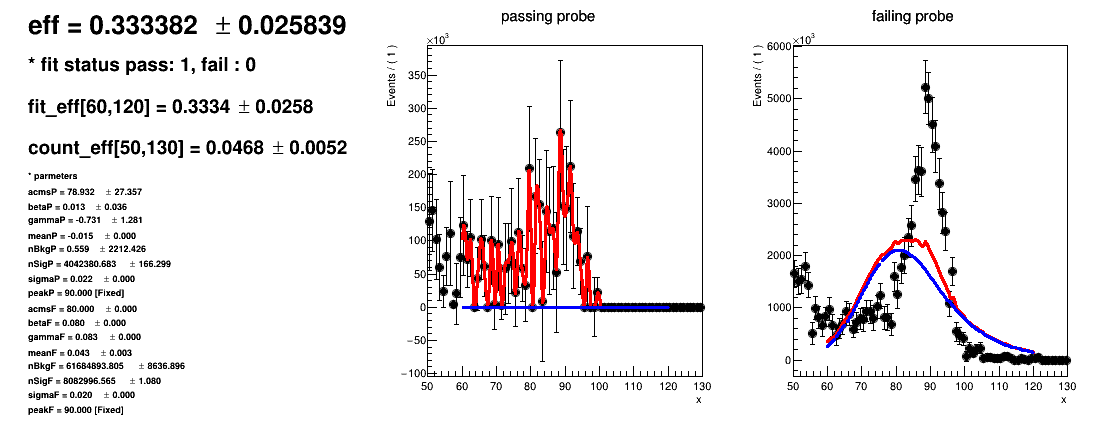 eff = 0.333382 ± 0.025839
* fit status pass: 1, fail : 0
fit_eff[60,120] = 0.3334 ± 0.0258
count_eff[50,130] = 0.0468 ± 0.0052
* parmeters
acmsP = 78.932 ± 27.357
betaP = 0.013 ± 0.036
gammaP = -0.731 ± 1.281
meanP = -0.015 ± 0.000
nBkgP = 0.559 ± 2212.426
nSigP = 4042380.683 ± 166.299
sigmaP = 0.022 ± 0.000
peakP = 90.000 [Fixed]
acmsF = 80.000 ± 0.000
betaF = 0.080 ± 0.000
gammaF = 0.083 ± 0.000
meanF = 0.043 ± 0.003
nBkgF = 61684893.805 ± 8636.896
nSigF = 8082996.565 ± 1.080
sigmaF = 0.020 ± 0.000
peakF = 90.000 [Fixed]
passing probe
×10³
Events / ( 1 )
350
300
250
200
150
100
50
0
−50
−100
50 60 70 80 90 100 110 120 130
x
failing probe
×10³
Events / ( 1 )
6000
5000
4000
3000
2000
1000
0
50 60 70 80 90 100 110 120 130
x